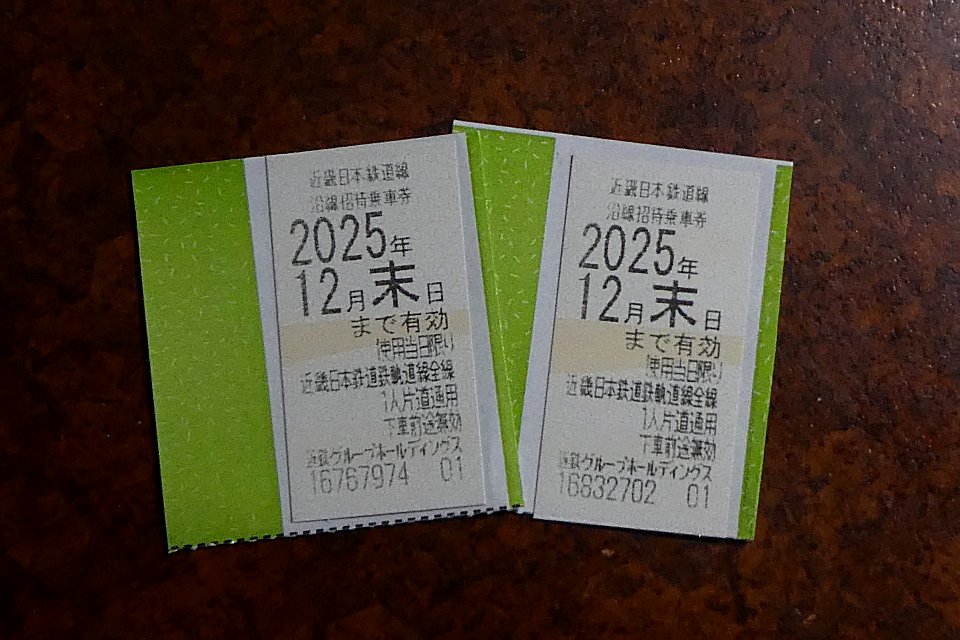 近畿日本鉄道線
沿線招待乗車券
2025年
12月末日
まで有効
使用当日限り
近畿日本鉄道鉄軌道線全線
1人片道通用
下車前途無効
近鉄グループホールディングス
16767974 01
近畿日本鉄道線
沿線招待乗車券
2025年
12月末日
まで有効
使用当日限り
近畿日本鉄道鉄軌道線全線
1人片道通用
下車前途無効
近鉄グループホールディングス
16832702 01